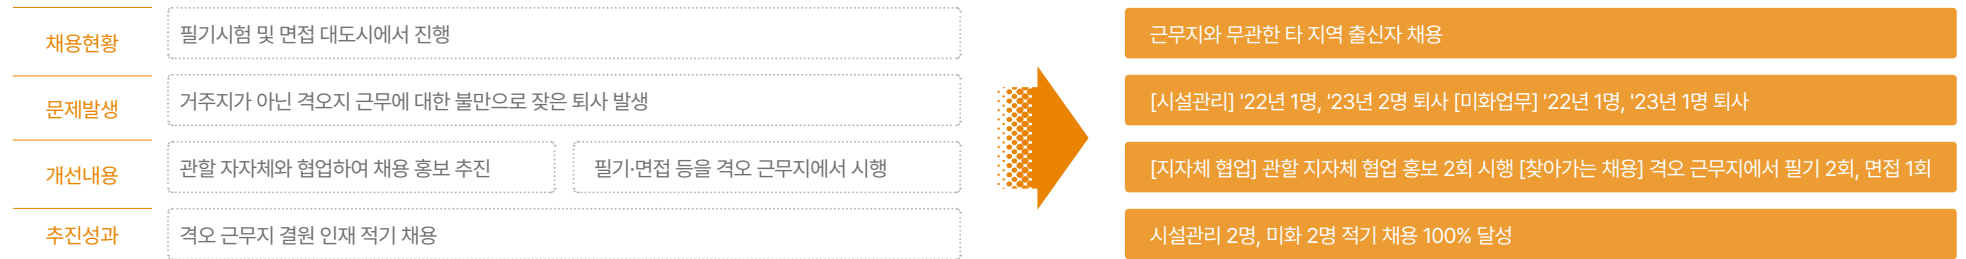 채용현황
필기시험 및 면접 대도시에서 진행
근무지와 무관한 타 지역 출신자 채용
문제발생
거주지가 아닌 격오지 근무에 대한 불만으로 잦은 퇴사 발생
[시설관리] '22년 1명, '23년 2명 퇴사 [미화업무] '22년 1명, '23년 1명 퇴사
개선내용
관할 자자체와 협업하여 채용 홍보 추진
필기·면접 등을 격오 근무지에서 시행
[지자체 협업] 관할 지자체 협업 홍보 2회 시행 [찾아가는 채용] 격오 근무지에서 필기 2회, 면접 1회
추진성과
격오 근무지 결원 인재 적기 채용
시설관리 2명, 미화 2명 적기 채용 100% 달성